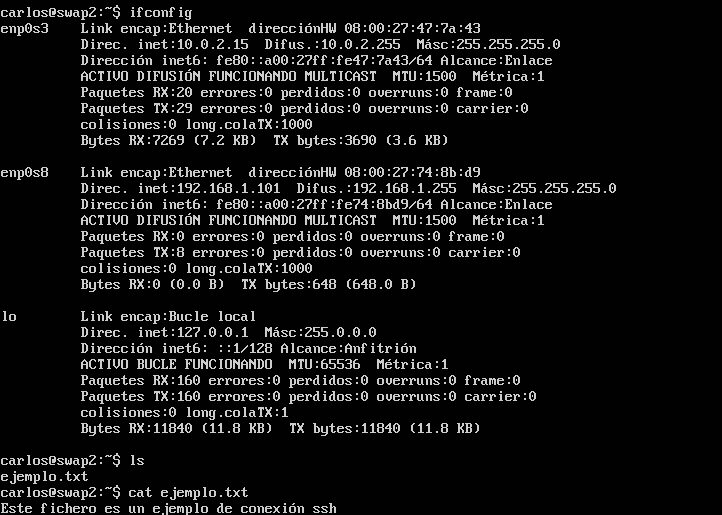 carlos@swap2:~$ ifconfig
enp0s3    Link encap:Ethernet  direcciónHW 08:00:27:47:7a:43
          Direc. inet:10.0.2.15  Difus.:10.0.2.255  Másc:255.255.255.0
          Dirección inet6: fe80::a00:27ff:fe47:7a43/64 Alcance:Enlace
          ACTIVO DIFUSIÓN FUNCIONANDO MULTICAST  MTU:1500  Métrica:1
          Paquetes RX:20 errores:0 perdidos:0 overruns:0 frame:0
          Paquetes TX:29 errores:0 perdidos:0 overruns:0 carrier:0
          colisiones:0 long.colaTX:1000
          Bytes RX:7269 (7.2 KB)  TX bytes:3690 (3.6 KB)

enp0s8    Link encap:Ethernet  direcciónHW 08:00:27:74:8b:d9
          Direc. inet:192.168.1.101  Difus.:192.168.1.255  Másc:255.255.255.0
          Dirección inet6: fe80::a00:27ff:fe74:8bd9/64 Alcance:Enlace
          ACTIVO DIFUSIÓN FUNCIONANDO MULTICAST  MTU:1500  Métrica:1
          Paquetes RX:0 errores:0 perdidos:0 overruns:0 frame:0
          Paquetes TX:8 errores:0 perdidos:0 overruns:0 carrier:0
          colisiones:0 long.colaTX:1000
          Bytes RX:0 (0.0 B)  TX bytes:648 (648.0 B)

lo        Link encap:Bucle local
          Direc. inet:127.0.0.1  Másc:255.0.0.0
          Dirección inet6: ::1/128 Alcance:Anfitrión
          ACTIVO BUCLE FUNCIONANDO  MTU:65536  Métrica:1
          Paquetes RX:160 errores:0 perdidos:0 overruns:0 frame:0
          Paquetes TX:160 errores:0 perdidos:0 overruns:0 carrier:0
          colisiones:0 long.colaTX:1
          Bytes RX:11840 (11.8 KB)  TX bytes:11840 (11.8 KB)

carlos@swap2:~$ ls
ejemplo.txt
carlos@swap2:~$ cat ejemplo.txt
Este fichero es un ejemplo de conexión ssh